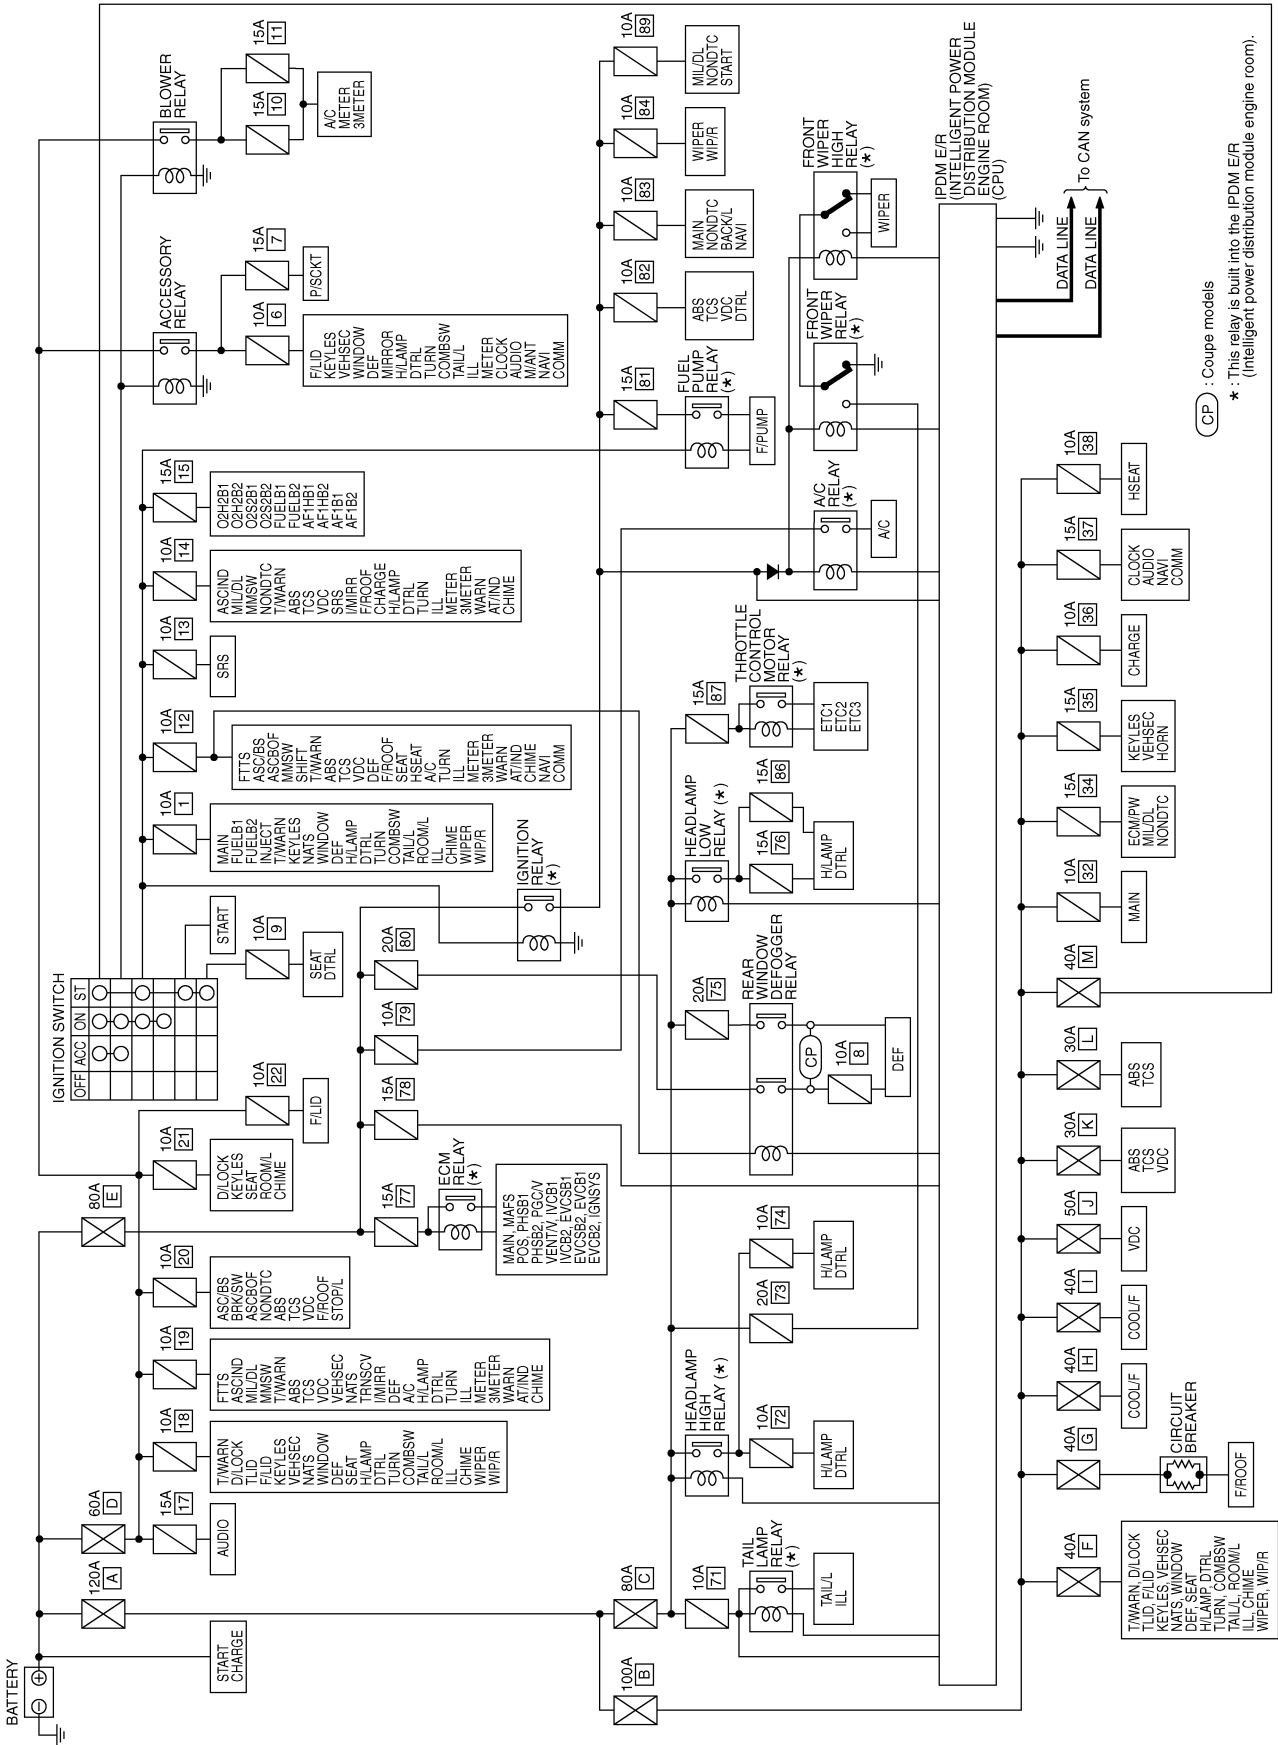 BATTERY
START
CHARGE
120A
A
60A
D
15A
17
AUDIO
10A
18
T/WARN
D/LOCK
TLID
F/LID
KEYLES
VEHSEC
NATS
WINDOW
DEF
SEAT
H/LAMP
DTRL
TURN
COMBSW
TAIL/L
ROOM/L
ILL
CHIME
WIPER
WIP/R
10A
19
FTTS
ASCIND
MIL/DL
MMSW
T/WARN
ABS
TCS
VDC
VEHSEC
NATS
TRNSCV
I/MIRR
DEF
A/C
H/LAMP
DTRL
TURN
ILL
METER
3METER
WARN
AT/IND
CHIME
10A
20
ASC/BS
BRK/SW
ASCBOF
NONDTC
ABS
TCS
VDC
F/ROOF
STOP/L
80A
E
10A
21
D/LOCK
KEYLES
SEAT
ROOM/L
CHIME
10A
22
F/LID
IGNITION SWITCH
OFF ACC ON ST
START
10A
9
SEAT
DTRL
10A
1
MAIN
FUELB1
FUELB2
INJECT
T/WARN
KEYLES
NATS
WINDOW
DEF
H/LAMP
DTRL
TURN
COMBSW
TAIL/L
ROOM/L
ILL
CHIME
WIPER
WIP/R
10A
12
FTTS
ASC/BS
ASCBOF
MMSW
SHIFT
T/WARN
ABS
TCS
VDC
DEF
F/ROOF
SEAT
HSEAT
A/C
TURN
ILL
METER
3METER
WARN
AT/IND
CHIME
NAVI
COMM
10A
13
SRS
10A
14
ASCIND
MIL/DL
MMSW
NONDTC
T/WARN
ABS
TCS
VDC
SRS
I/MIRR
F/ROOF
CHARGE
H/LAMP
DTRL
TURN
ILL
METER
3METER
WARN
AT/IND
CHIME
15A
15
O2H2B1
O2H2B2
O2S2B1
O2S2B2
FUELB1
FUELB2
AF1HB1
AF1HB2
AF1B1
AF1B2
ACCESSORY
RELAY
10A
6
F/LID
KEYLES
VEHSEC
WINDOW
DEF
MIRROR
H/LAMP
DTRL
TURN
COMBSW
TAIL/L
ILL
METER
CLOCK
AUDIO
M/ANT
NAVI
COMM
15A
7
P/SCKT
BLOWER
RELAY
15A
10
15A
11
A/C
METER
3METER
15A
77
ECM
RELAY
(*)
MAIN, MAFS
POS, PHSB1
PHSB2, PGC/V
VENT/V, IVCB1
IVCB2, EVCSB1
EVCSB2, EVCB1
EVCB2, IGNSYS
15A
78
10A
79
20A
80
IGNITION
RELAY
(*)
100A
B
80A
C
10A
71
TAIL
LAMP
RELAY
(*)
TAIL/L
ILL
HEADLAMP
HIGH
RELAY (*)
10A
72
H/LAMP
DTRL
20A
73
10A
74
H/LAMP
DTRL
20A
75
REAR
WINDOW
DEFOGGER
RELAY
CP
10A
8
DEF
HEADLAMP
LOW
RELAY (*)
15A
76
15A
86
H/LAMP
DTRL
15A
87
THROTTLE
CONTROL
MOTOR
RELAY
(*)
ETC1
ETC2
ETC3
A/C
RELAY
(*)
A/C
15A
81
FUEL
PUMP
RELAY
(*)
F/PUMP
FRONT
WIPER
RELAY
(*)
FRONT
WIPER
HIGH
RELAY
(*)
WIPER
10A
82
ABS
TCS
VDC
DTRL
10A
83
MAIN
NONDTC
BACK/L
NAVI
10A
84
WIPER
WIP/R
10A
89
MIL/DL
NONDTC
START
IPDM E/R
(INTELLIGENT POWER
DISTRIBUTION MODULE
ENGINE ROOM)
(CPU)
DATA LINE
DATA LINE
To CAN system
40A
F
T/WARN, D/LOCK
TLID, F/LID
KEYLES, VEHSEC
NATS, WINDOW
DEF, SEAT
H/LAMP, DTRL
TURN, COMBSW
TAIL/L, ROOM/L
ILL, CHIME
WIPER, WIP/R
40A
G
CIRCUIT
BREAKER
F/ROOF
40A
H
COOL/F
40A
I
COOL/F
50A
J
VDC
30A
K
ABS
TCS
VDC
30A
L
ABS
TCS
40A
M
10A
32
MAIN
15A
34
ECM/PW
MIL/DL
NONDTC
15A
35
KEYLES
VEHSEC
HORN
10A
36
CHARGE
15A
37
CLOCK
AUDIO
NAVI
COMM
10A
38
HSEAT
CP : Coupe models
* : This relay is built into the IPDM E/R
(Intelligent power distribution module engine room).